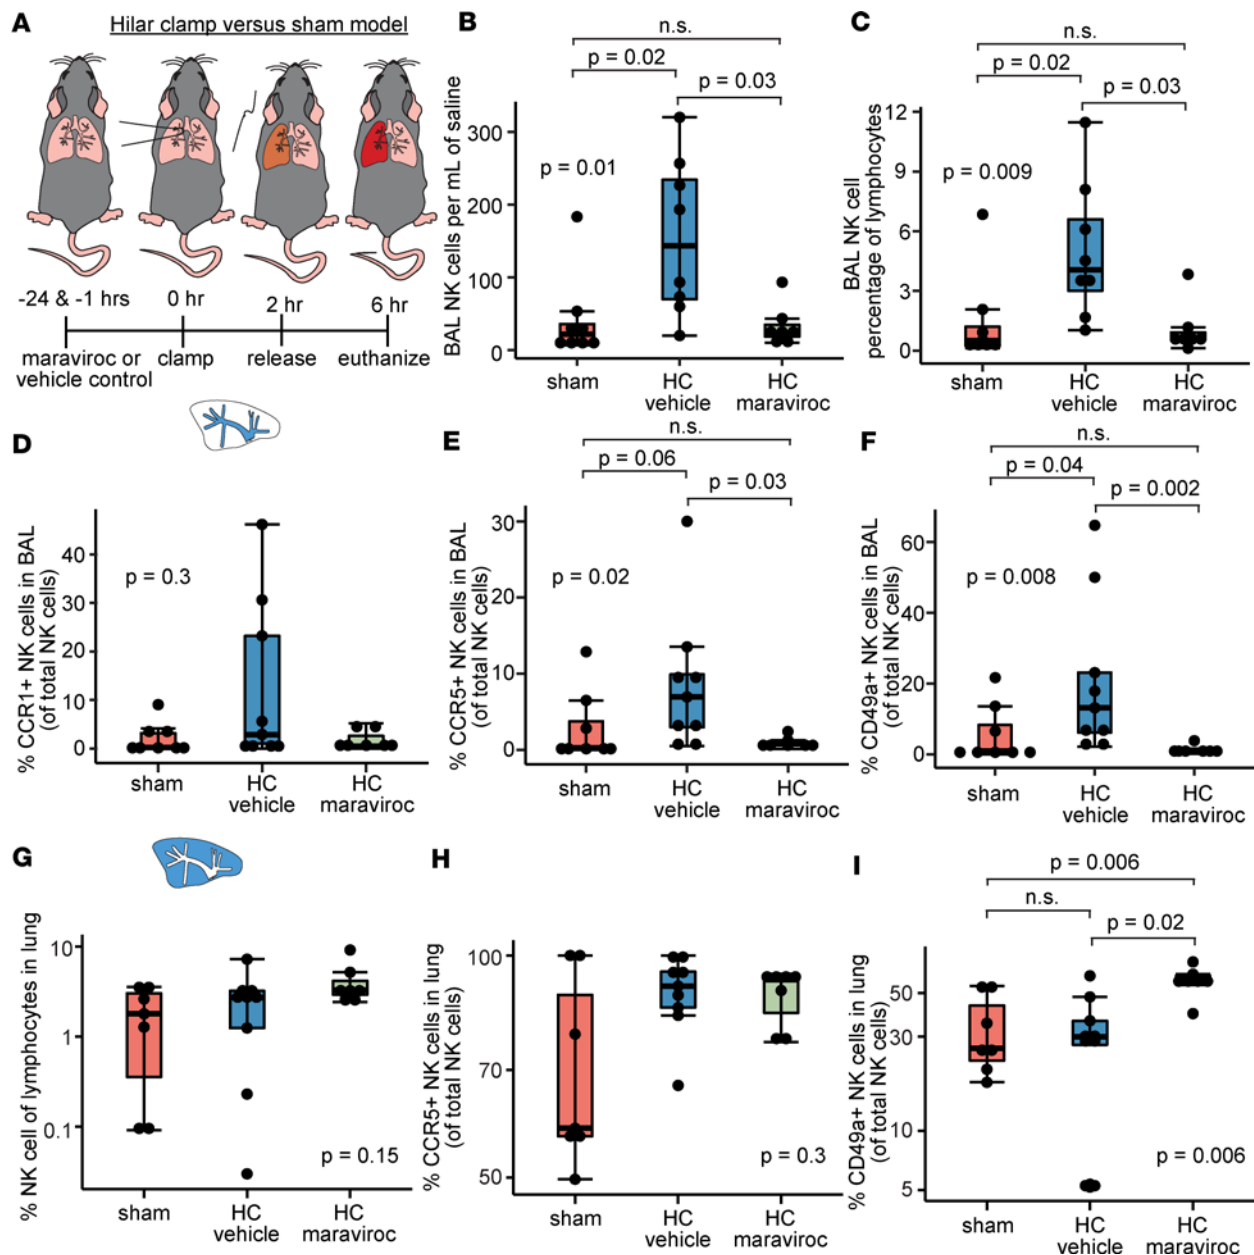 A
Hilar clamp versus sham model
-24 & -1 hrs
0 hr
2 hr
6 hr
maraviroc or
vehicle control
clamp
release
euthanize
B
n.s.
p = 0.02
p = 0.03
p = 0.01
BAL NK cells per mL of saline
300
200
100
0
sham
HC
vehicle
HC
maraviroc
C
n.s.
p = 0.02
p = 0.03
p = 0.009
BAL NK cell
percentage of lymphocytes
12
9
6
3
0
sham
HC
vehicle
HC
maraviroc
D
p = 0.3
% CCR1+ NK cells in BAL
(of total NK cells)
40
30
20
10
0
sham
HC
vehicle
HC
maraviroc
E
n.s.
p = 0.06
p = 0.03
p = 0.02
% CCR5+ NK cells in BAL
(of total NK cells)
30
20
10
0
sham
HC
vehicle
HC
maraviroc
F
n.s.
p = 0.04
p = 0.002
p = 0.008
% CD49a+ NK cells in BAL
(of total NK cells)
60
40
20
0
sham
HC
vehicle
HC
maraviroc
G
% NK cell of lymphocytes in lung
10
1
0.1
p = 0.15
sham
HC
vehicle
HC
maraviroc
H
% CCR5+ NK cells in lung
(of total NK cells)
100
70
50
p = 0.3
sham
HC
vehicle
HC
maraviroc
I
p = 0.006
n.s.
p = 0.02
% CD49a+ NK cells in lung
(of total NK cells)
50
30
10
5
p = 0.006
sham
HC
vehicle
HC
maraviroc